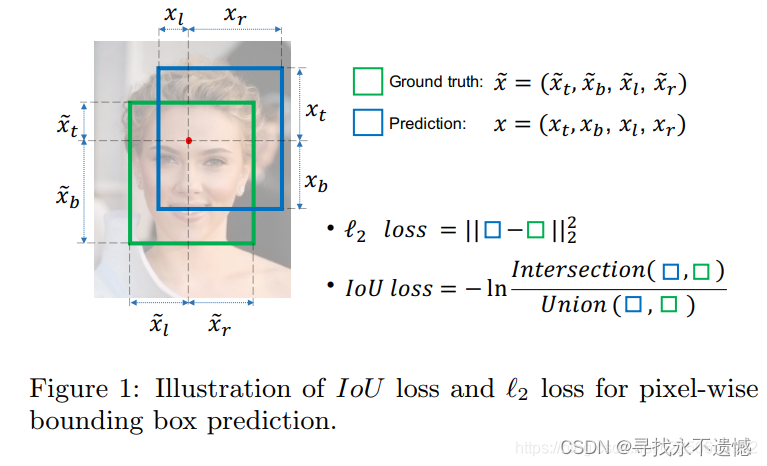 x_l x_r
Ground truth: x̃ = (x̃_t, x̃_b, x̃_l, x̃_r)
x̃_t x_t
Prediction: x = (x_t, x_b, x_l, x_r)
x̃_b x_b
• ℓ_2 loss = ||□−□||_2^2
• IoU loss = −ln Intersection(□,□) / Union(□,□)
x̃_l x̃_r
Figure 1: Illustration of IoU loss and ℓ_2 loss for pixel-wise
bounding box prediction.
CSDN @寻找永不遗憾